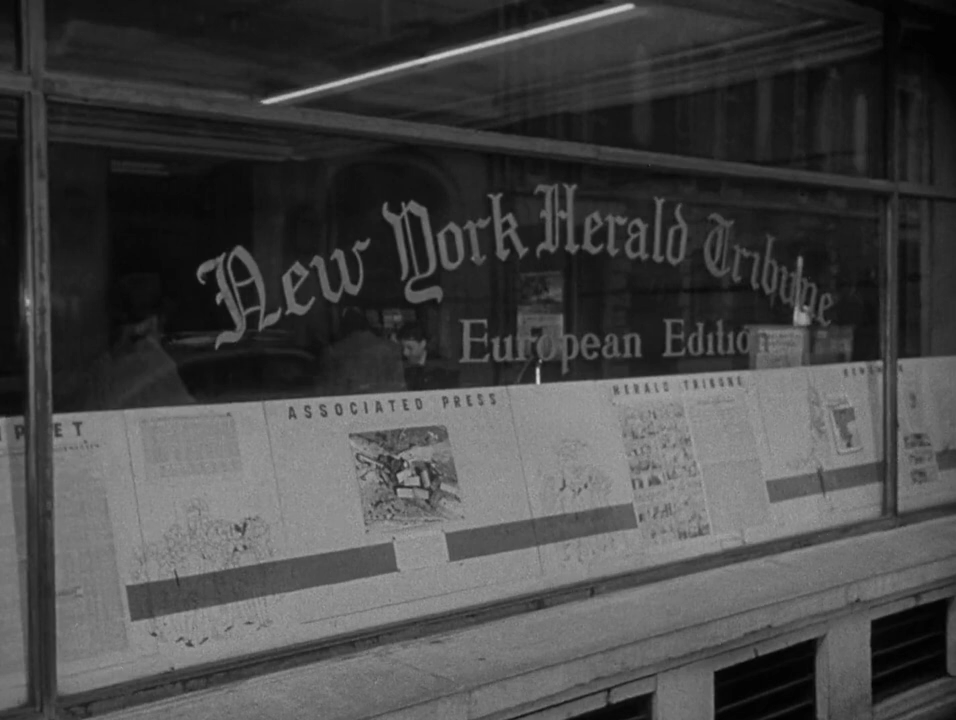 New York Herald Tribune
European Edition
ASSOCIATED PRESS
HERALD TRIBUNE